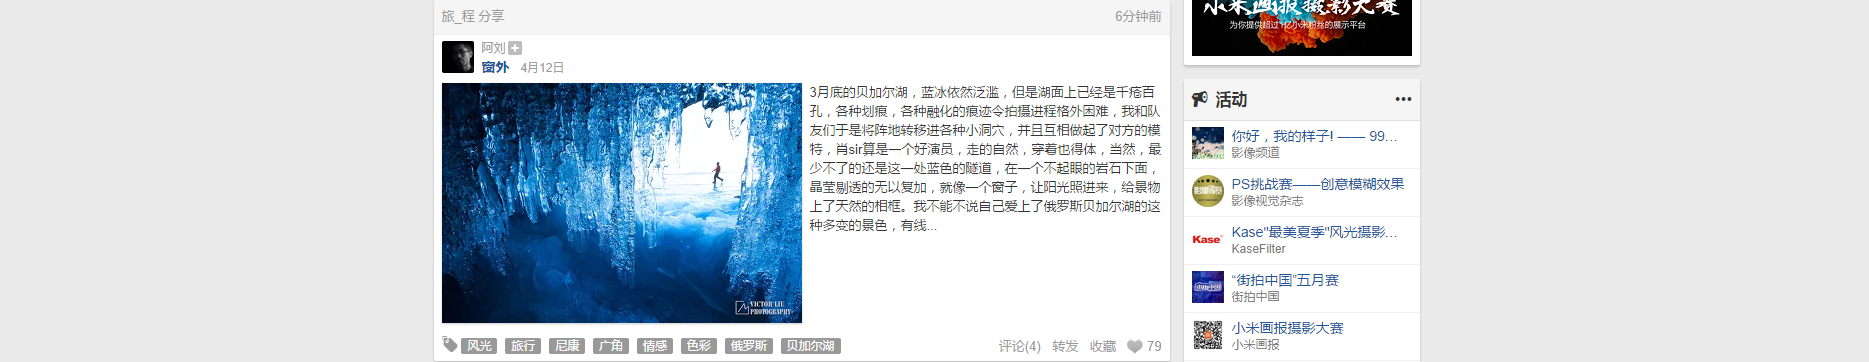 旅_程 分享
6分钟前
阿刘
窗外 4月12日
3月底的贝加尔湖，蓝冰依然泛滥，但是湖面上已经是千疮百
孔，各种划痕，各种融化的痕迹令拍摄进程格外困难，我和队
友们于是将阵地转移进各种小洞穴，并且互相做起了对方的模
特，肖sir算是一个好演员，走的自然，穿着也得体，当然，最
少不了的还是这一处蓝色的隧道，在一个不起眼的岩石下面，
晶莹剔透的无以复加，就像一个窗子，让阳光照进来，给景物
上了天然的相框。我不能不说自己爱上了俄罗斯贝加尔湖的这
种多变的景色，有线...
VICTOR LIU
PHOTOGRAPHY
风光 旅行 尼康 广角 情感 色彩 俄罗斯 贝加尔湖
评论(4) 转发 收藏 79
小米画报摄影大赛
为你提供超过1亿小米粉丝的展示平台
活动
你好，我的样子! —— 99...
影像频道
PS挑战赛——创意模糊效果
影像视觉杂志
Kase
Kase"最美夏季"风光摄影...
KaseFilter
“街拍中国”五月赛
街拍中国
小米画报摄影大赛
小米画报